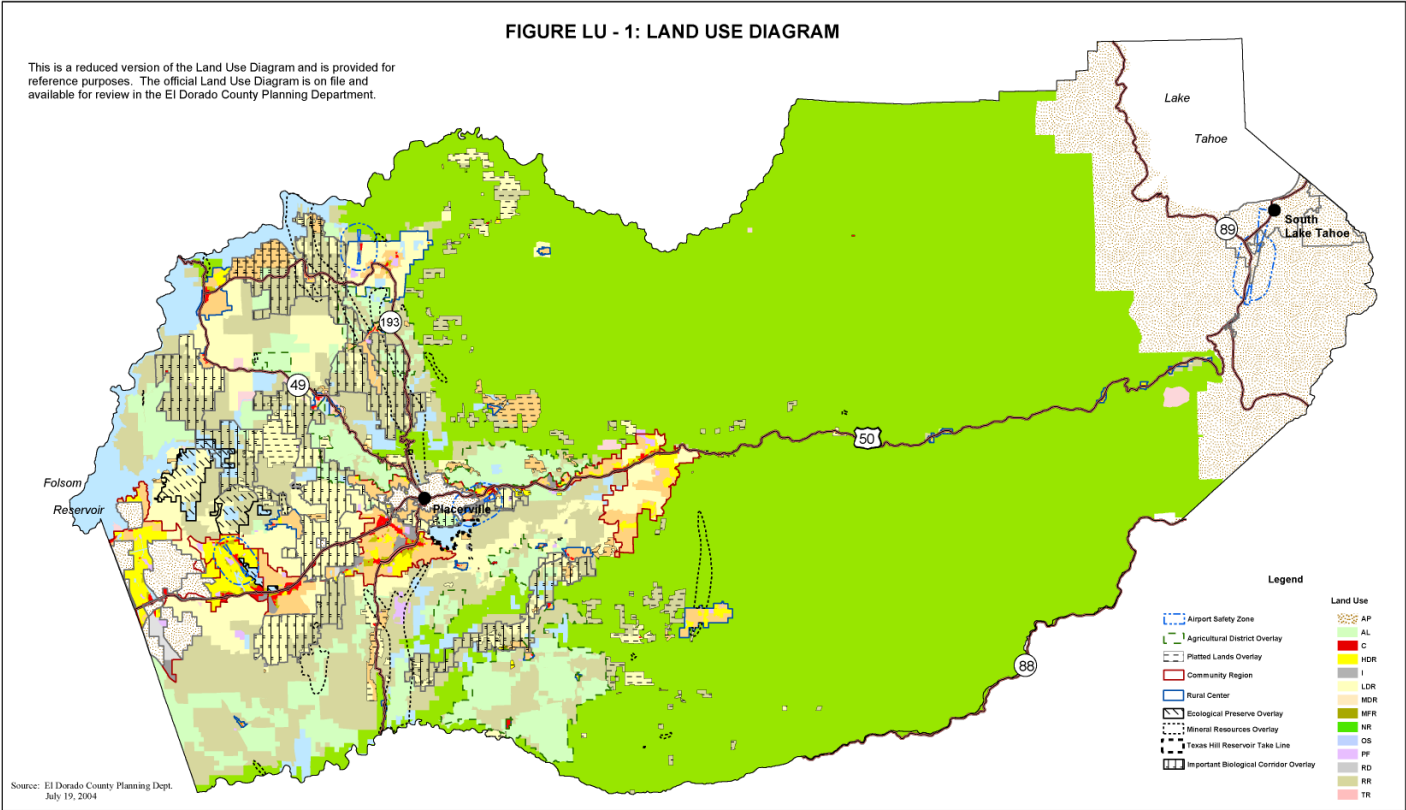 FIGURE LU - 1: LAND USE DIAGRAM
This is a reduced version of the Land Use Diagram and is provided for
reference purposes. The official Land Use Diagram is on file and
available for review in the El Dorado County Planning Department.
Lake
Tahoe
South
Lake Tahoe
89
193
49
50
Folsom
Reservoir
Placerville
88
Legend
Airport Safety Zone
Agricultural District Overlay
Platted Lands Overlay
Community Region
Rural Center
Ecological Preserve Overlay
Mineral Resources Overlay
Texas Hill Reservoir Take Line
Important Biological Corridor Overlay
Land Use
AP
AL
C
HDR
I
LDR
MDR
MFR
NR
OS
PF
RD
RR
TR
Source: El Dorado County Planning Dept.
July 19, 2004